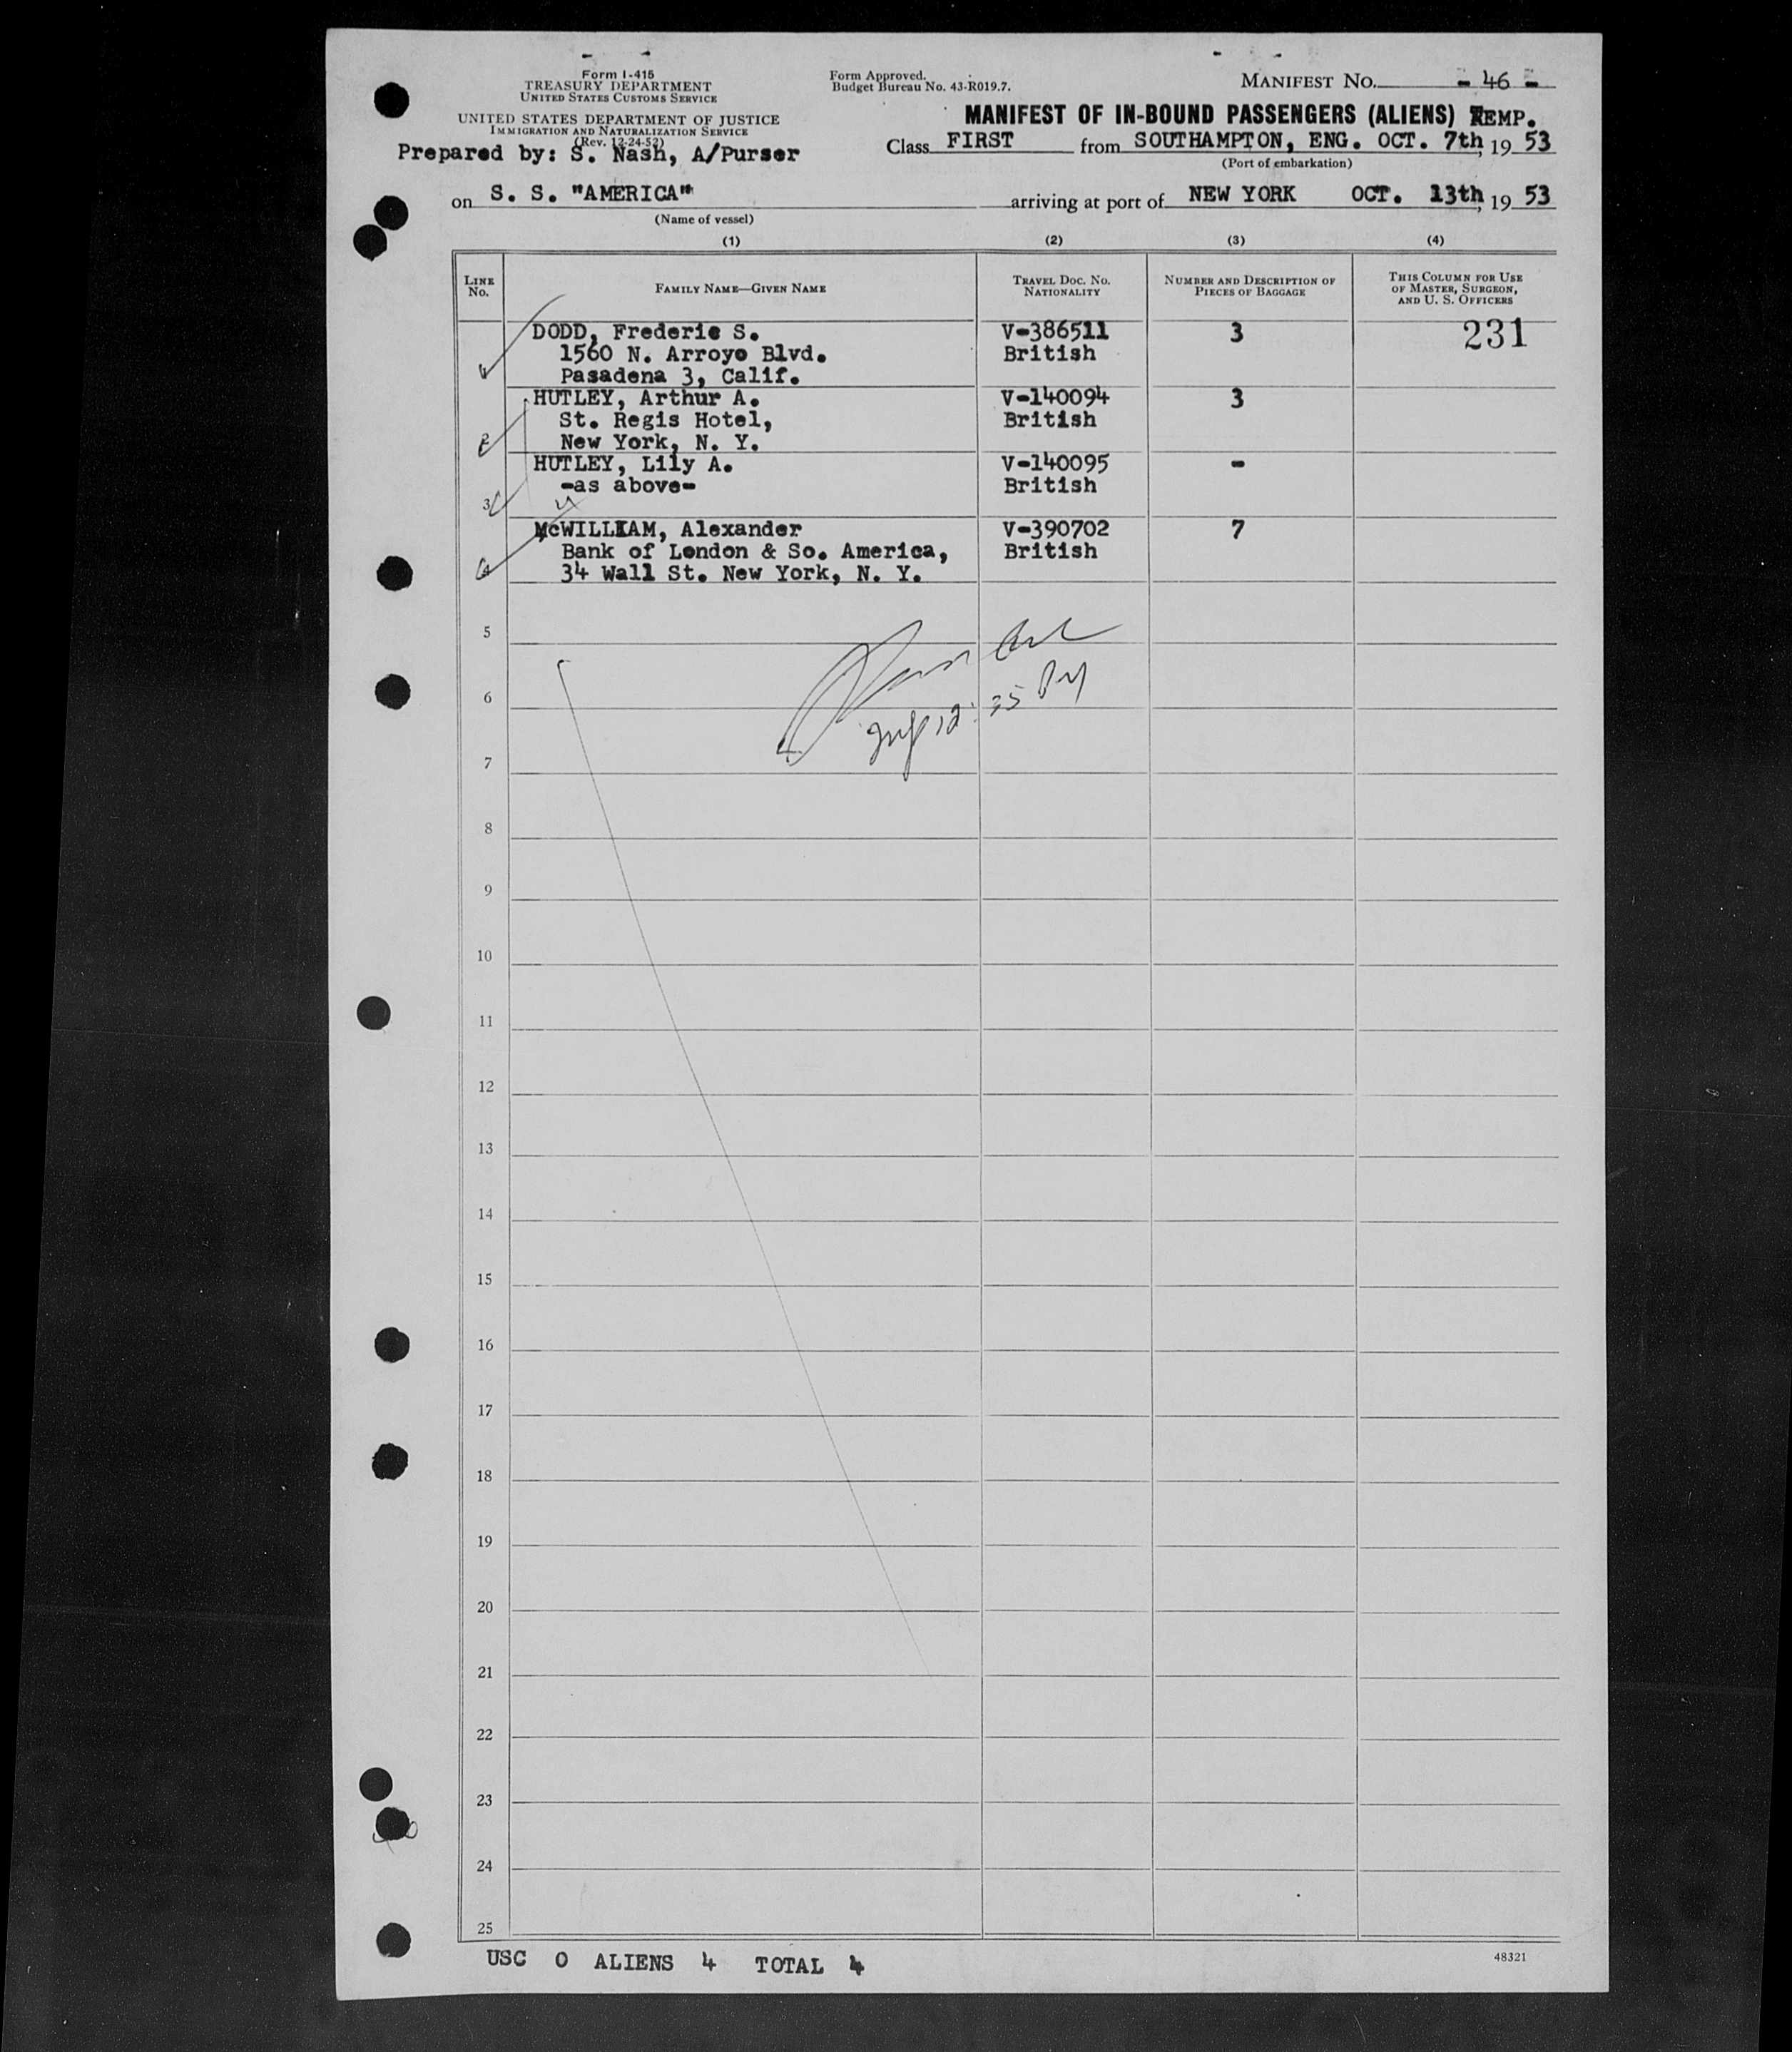 Form I-415
TREASURY DEPARTMENT
UNITED STATES CUSTOMS SERVICE
UNITED STATES DEPARTMENT OF JUSTICE
IMMIGRATION AND NATURALIZATION SERVICE
(Rev. 12-24-52)
Prepared by: S. Nash, A/Purser
Form Approved.
Budget Bureau No. 43-R019.7.
MANIFEST NO. - 46 -
MANIFEST OF IN-BOUND PASSENGERS (ALIENS) TEMP.
Class FIRST from SOUTHAMPTON, ENG. OCT. 7th, 19 53
(Port of embarkation)
on S. S. "AMERICA" arriving at port of NEW YORK OCT. 13th, 19 53
(Name of vessel)
(1) (2) (3) (4)
LINE No. FAMILY NAME—GIVEN NAME TRAVEL DOC. NO. NATIONALITY NUMBER AND DESCRIPTION OF PIECES OF BAGGAGE THIS COLUMN FOR USE OF MASTER, SURGEON, AND U. S. OFFICERS
DODD, Frederic S. V-386511 3 231
1560 N. Arroyo Blvd. British
1 Pasadena 3, Calif.
HUTLEY, Arthur A. V-140094 3
St. Regis Hotel, British
2 New York, N. Y.
HUTLEY, Lily A. V-140095 -
-as above- British
3
McWILLIAM, Alexander V-390702 7
Bank of London & So. America, British
4 34 Wall St. New York, N. Y.
5
6
7
8
9
10
11
12
13
14
15
16
17
18
19
20
21
22
23
24
25
USC 0 ALIENS 4 TOTAL 4
48321